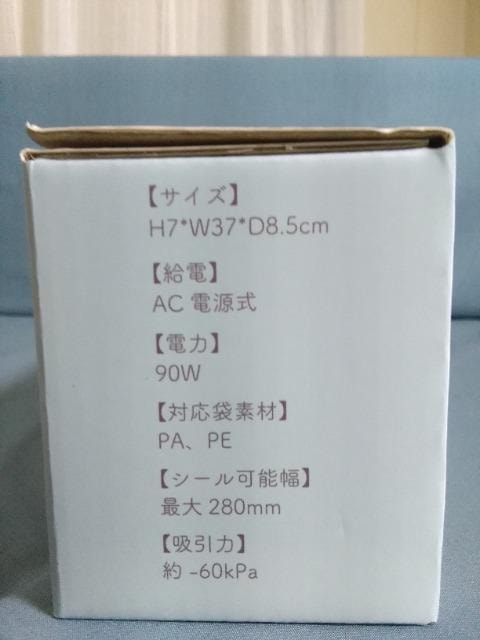 【サイズ】
H7*W37*D8.5cm
【給電】
AC 電源式
【電力】
90W
【対応袋素材】
PA、PE
【シール可能幅】
最大 280mm
【吸引力】
約 -60kPa